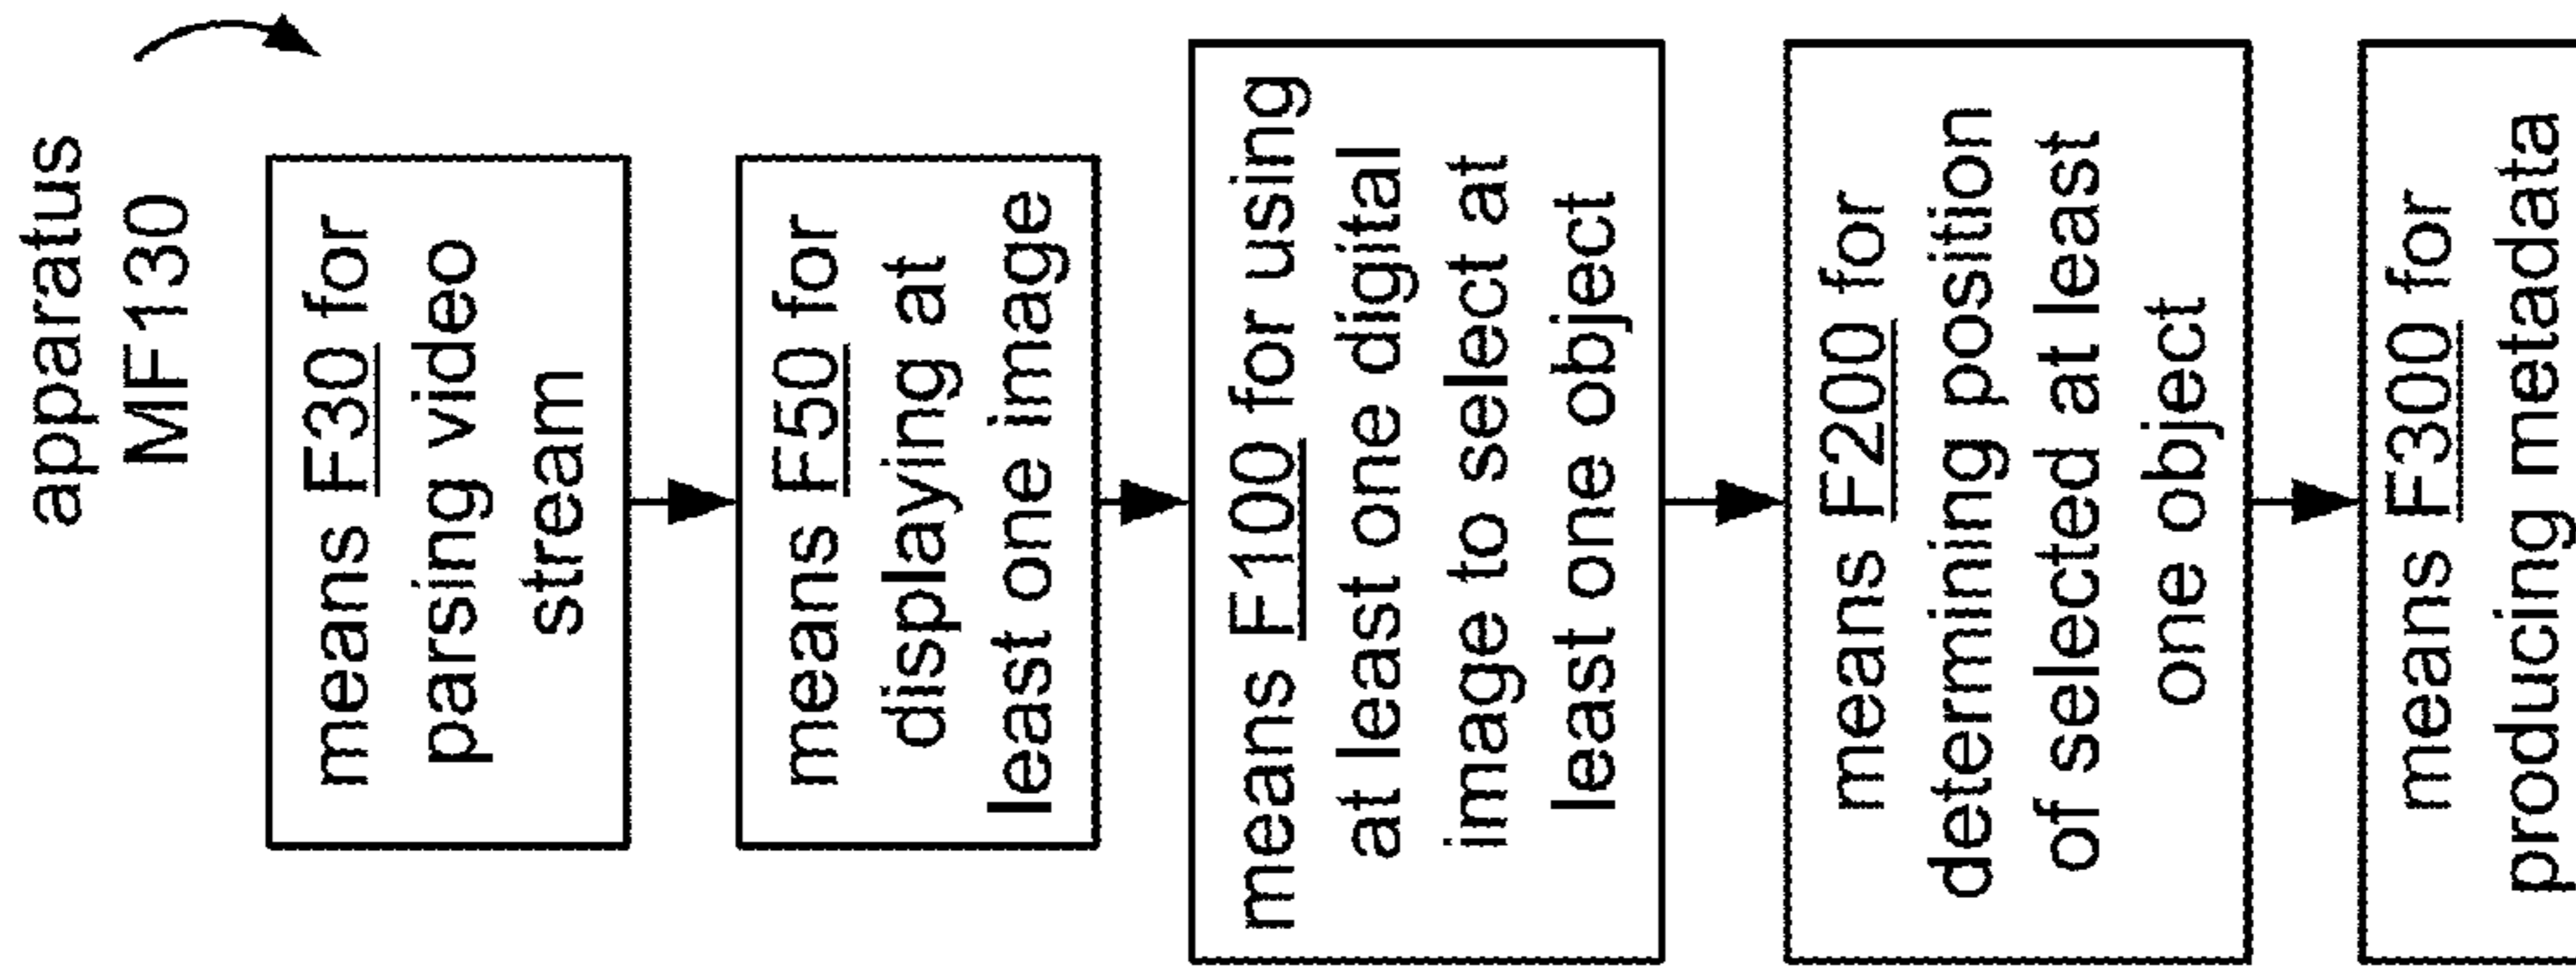 apparatus
MF130
means F30 for
parsing video
stream
means F50 for
displaying at
least one image
means F100 for using
at least one digital
image to select at
least one object
means F200 for
determining position
of selected at least
one object
means F300 for
producing metadata